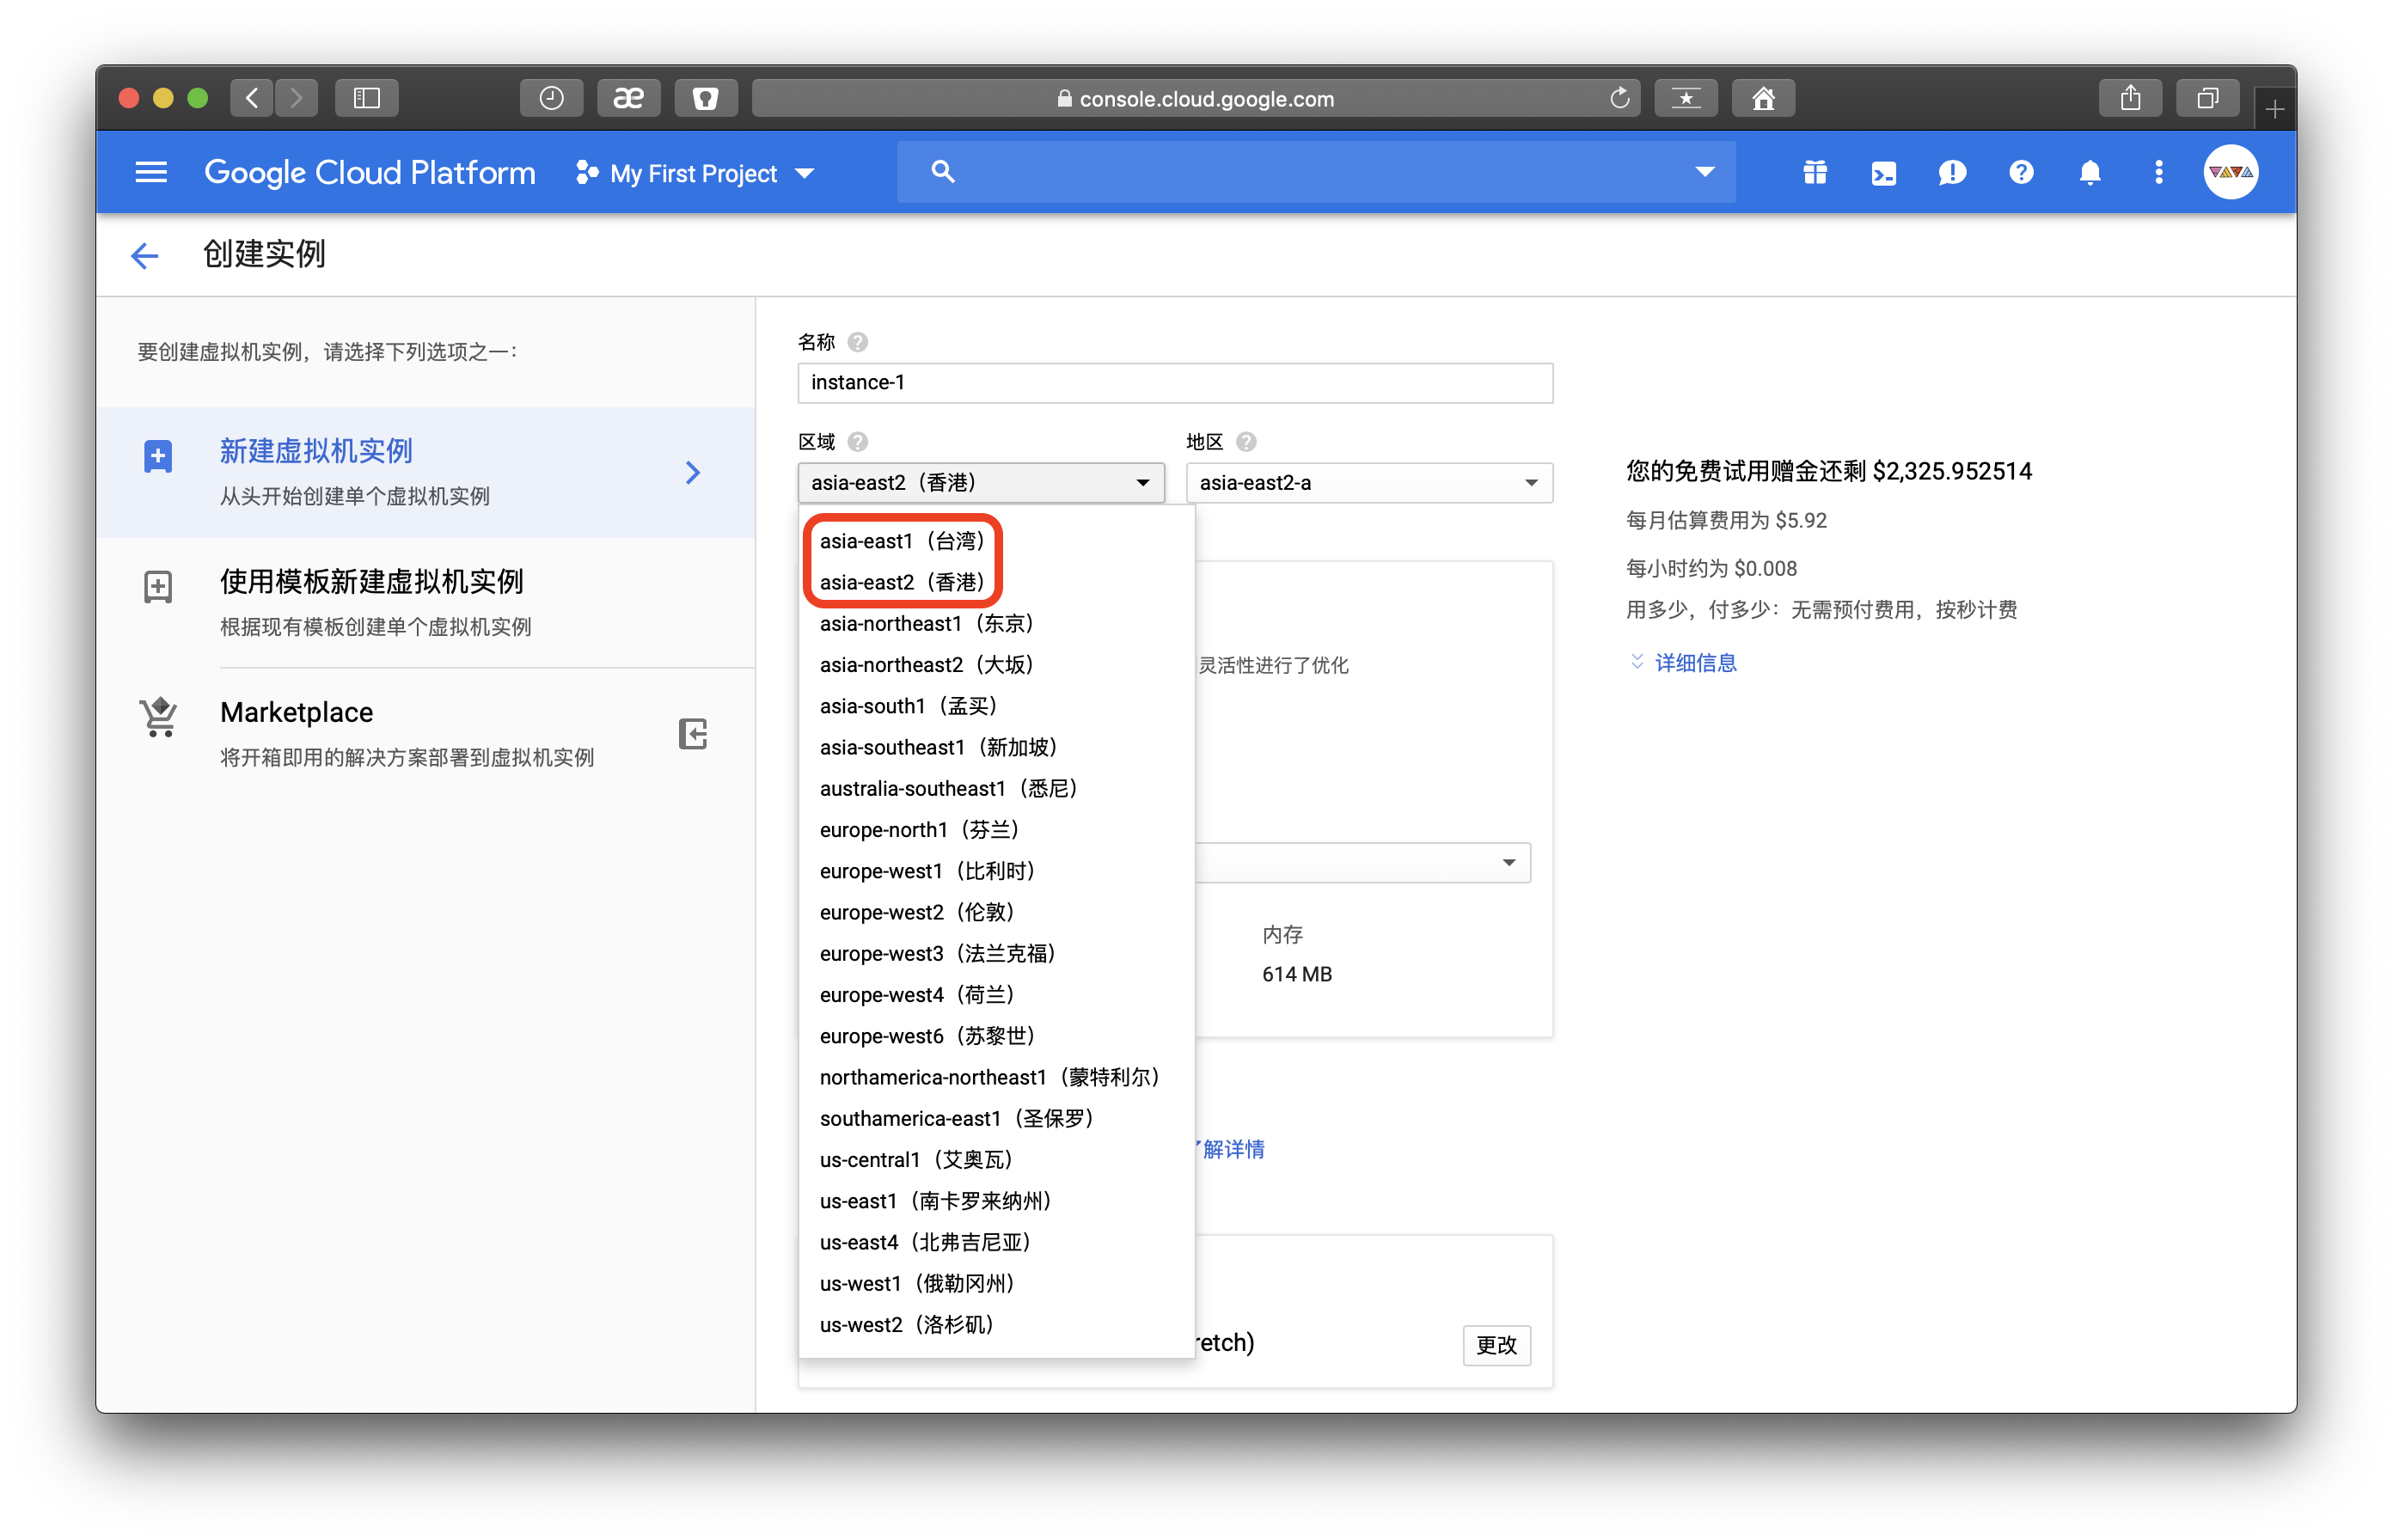 console.cloud.google.com
Google Cloud Platform
My First Project
创建实例
要创建虚拟机实例，请选择下列选项之一：
新建虚拟机实例
从头开始创建单个虚拟机实例
使用模板新建虚拟机实例
根据现有模板创建单个虚拟机实例
Marketplace
将开箱即用的解决方案部署到虚拟机实例
名称
instance-1
区域
地区
asia-east2（香港）
asia-east2-a
asia-east1（台湾）
asia-east2（香港）
asia-northeast1（东京）
asia-northeast2（大坂）
asia-south1（孟买）
asia-southeast1（新加坡）
australia-southeast1（悉尼）
europe-north1（芬兰）
europe-west1（比利时）
europe-west2（伦敦）
europe-west3（法兰克福）
europe-west4（荷兰）
europe-west6（苏黎世）
northamerica-northeast1（蒙特利尔）
southamerica-east1（圣保罗）
us-central1（艾奥瓦）
us-east1（南卡罗来纳州）
us-east4（北弗吉尼亚）
us-west1（俄勒冈州）
us-west2（洛杉矶）
灵活性进行了优化
内存
614 MB
解详情
retch)
更改
您的免费试用赠金还剩 $2,325.952514
每月估算费用为 $5.92
每小时约为 $0.008
用多少，付多少：无需预付费用，按秒计费
详细信息